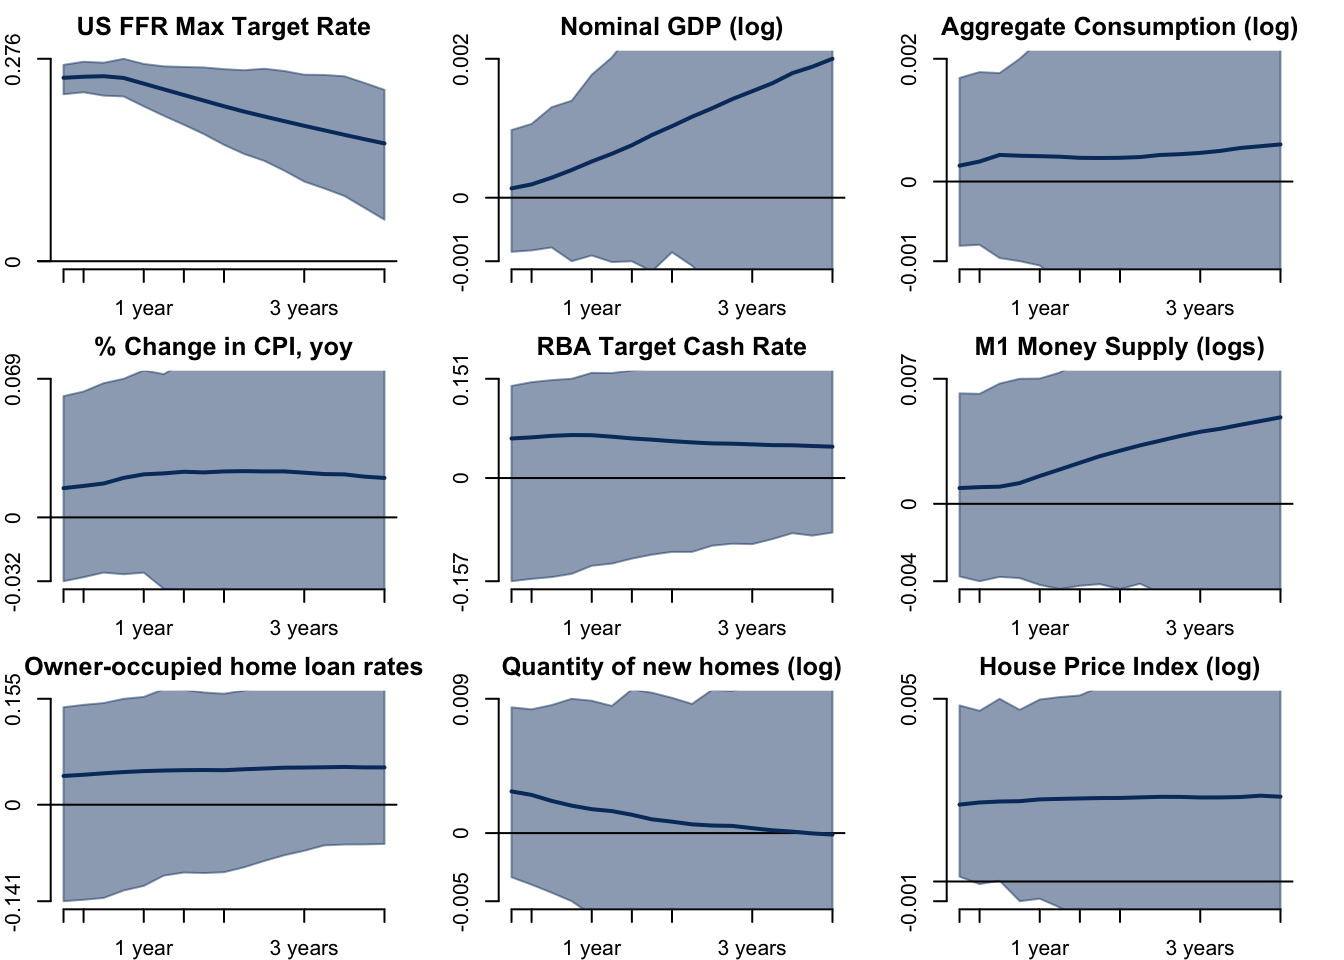 US FFR Max Target Rate
0.276
0
1 year
3 years
Nominal GDP (log)
0.002
0
-0.001
1 year
3 years
Aggregate Consumption (log)
0.002
0
-0.001
1 year
3 years
% Change in CPI, yoy
0.069
0
-0.032
1 year
3 years
RBA Target Cash Rate
0.151
0
-0.157
1 year
3 years
M1 Money Supply (logs)
0.007
0
-0.004
1 year
3 years
Owner-occupied home loan rates
0.155
0
-0.141
1 year
3 years
Quantity of new homes (log)
0.009
0
-0.005
1 year
3 years
House Price Index (log)
0.005
-0.001
1 year
3 years